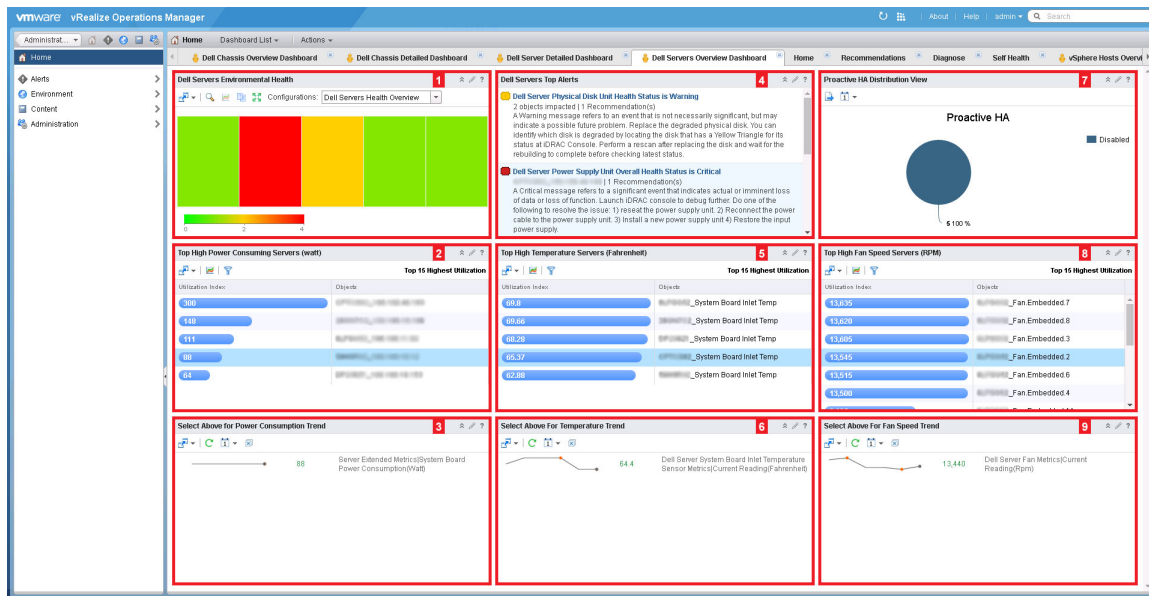 vmware vRealize Operations Manager
About Help admin Search
Administrat...
Home Dashboard List Actions
Home
Alerts
Environment
Content
Administration
Dell Chassis Overview Dashboard Dell Chassis Detailed Dashboard Dell Server Detailed Dashboard Dell Servers Overview Dashboard Home Recommendations Diagnose Self Health vSphere Hosts Overvi
Dell Servers Environmental Health 1
Configurations: Dell Servers Health Overview
0 2 4
Dell Servers Top Alerts 4
Dell Server Physical Disk Unit Health Status is Warning
2 objects impacted | 1 Recommendation(s)
A Warning message refers to an event that is not necessarily significant, but may
indicate a possible future problem. Replace the degraded physical disk. You can
identify which disk is degraded by locating the disk that has a Yellow Triangle for its
status at iDRAC Console. Perform a rescan after replacing the disk and wait for the
rebuilding to complete before checking latest status.
Dell Server Power Supply Unit Overall Health Status is Critical
| 1 Recommendation(s)
A Critical message refers to a significant event that indicates actual or imminent loss
of data or loss of function. Launch iDRAC console to debug further. Do one of the
following to resolve the issue: 1) reseat the power supply unit. 2) Reconnect the power
cable to the power supply unit. 3) Install a new power supply unit 4) Restore the input
power supply.
Proactive HA Distribution View 7
Proactive HA
Disabled
5 100 %
Top High Power Consuming Servers (watt) 2
Top 15 Highest Utilization
Utilization Index Objects
300
148
111
88
64
Top High Temperature Servers (Fahrenheit) 5
Top 15 Highest Utilization
Utilization Index Objects
69.8 _System Board Inlet Temp
69.66 _System Board Inlet Temp
68.28 _System Board Inlet Temp
65.37 _System Board Inlet Temp
62.88 _System Board Inlet Temp
Top High Fan Speed Servers (RPM) 8
Top 15 Highest Utilization
Utilization Index Objects
13,635 _Fan.Embedded.7
13,620 _Fan.Embedded.8
13,605 _Fan.Embedded.3
13,545 _Fan.Embedded.2
13,515 _Fan.Embedded.6
13,500 _Fan.Embedded.4
Select Above for Power Consumption Trend 3
88 Server Extended Metrics|System Board
Power Consumption(Watt)
Select Above For Temperature Trend 6
64.4 Dell Server System Board Inlet Temperature
Sensor Metrics|Current Reading(Fahrenheit)
Select Above For Fan Speed Trend 9
13,440 Dell Server Fan Metrics|Current
Reading(Rpm)